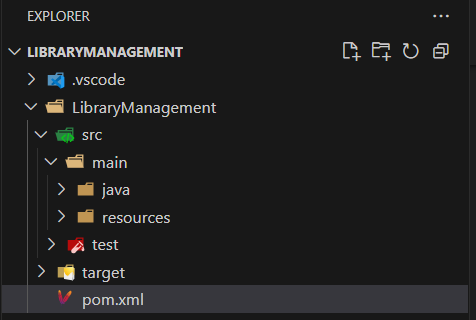 EXPLORER
LIBRARYMANAGEMENT
.vscode
LibraryManagement
src
main
java
resources
test
target
pom.xml